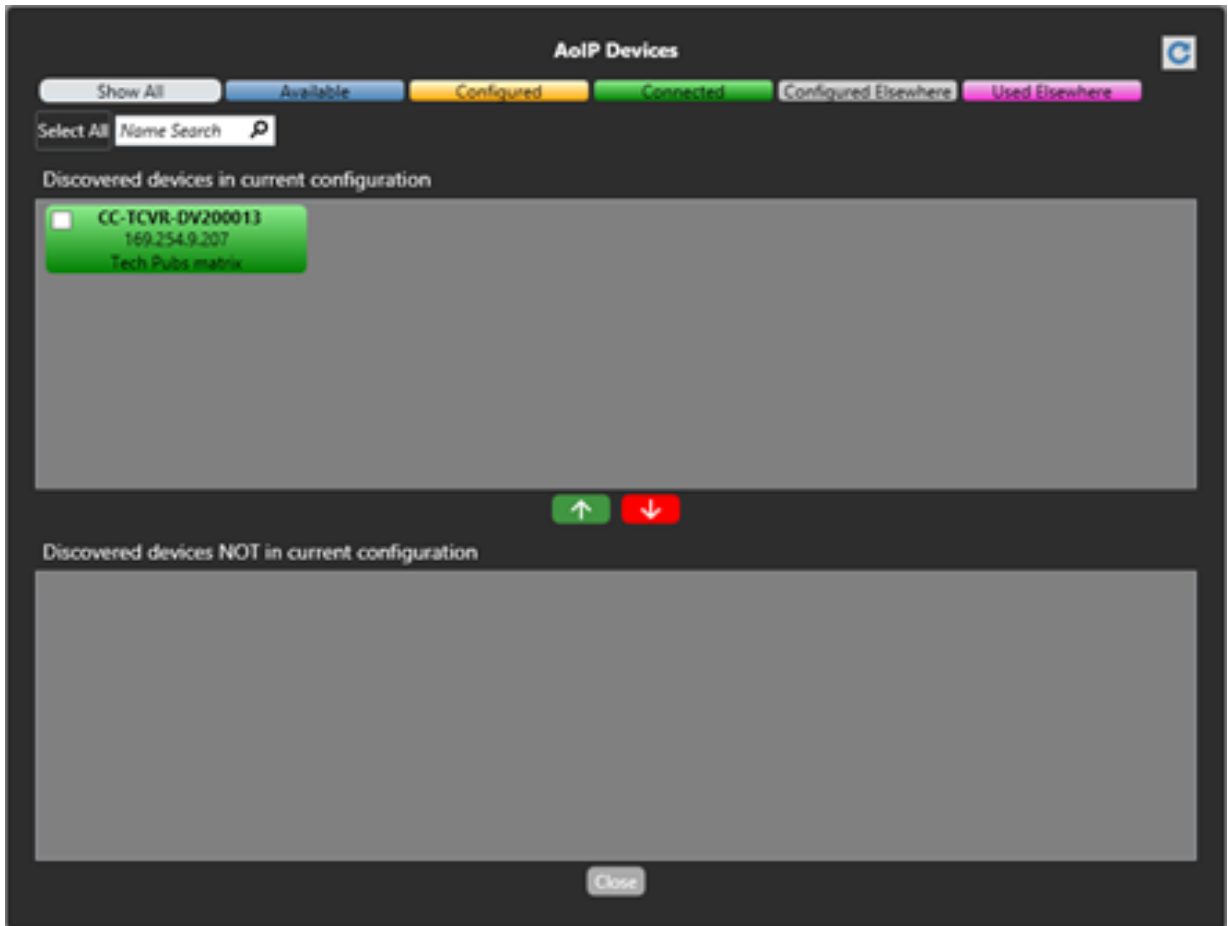 AoIP Devices
Show All Available Configured Connected Configured Elsewhere Used Elsewhere
Select All Name Search
Discovered devices in current configuration
CC-TCVR-DV200013
169.254.9.207
Tech Pubs matrix
Discovered devices NOT in current configuration
Close